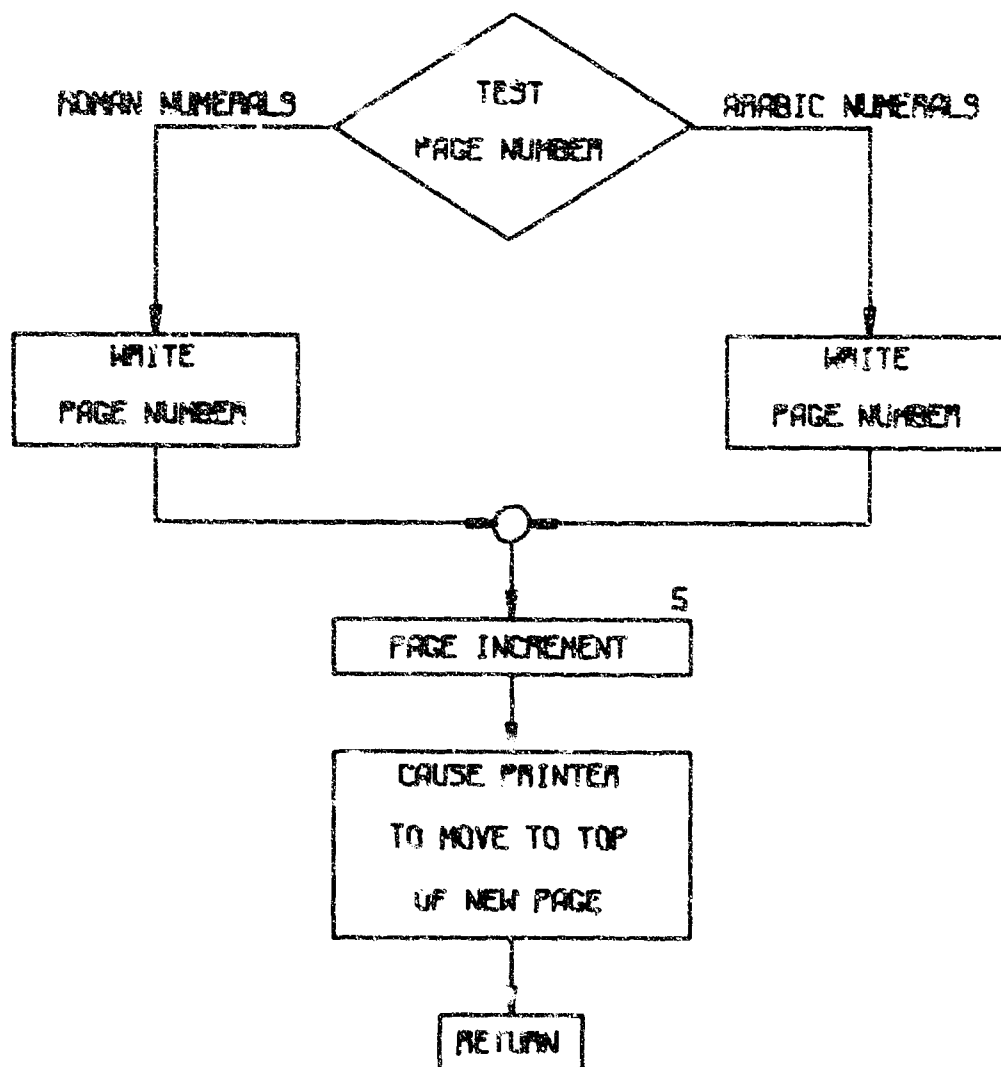 TEST
PAGE NUMBER
ROMAN NUMERALS
ARABIC NUMERALS
WRITE
PAGE NUMBER
WRITE
PAGE NUMBER
5
PAGE INCREMENT
CAUSE PRINTER
TO MOVE TO TOP
OF NEW PAGE
RETURN